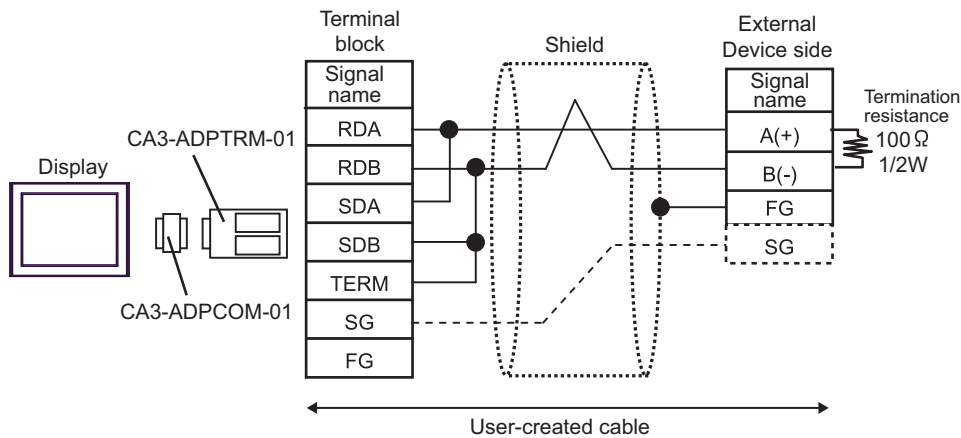 Terminal
block
Shield
External
Device side
Signal
name
Signal
name
Termination
resistance
100Ω
1/2W
CA3-ADPTRM-01
Display
CA3-ADPCOM-01
RDA
RDB
SDA
SDB
TERM
SG
FG
A(+)
B(-)
FG
SG
User-created cable